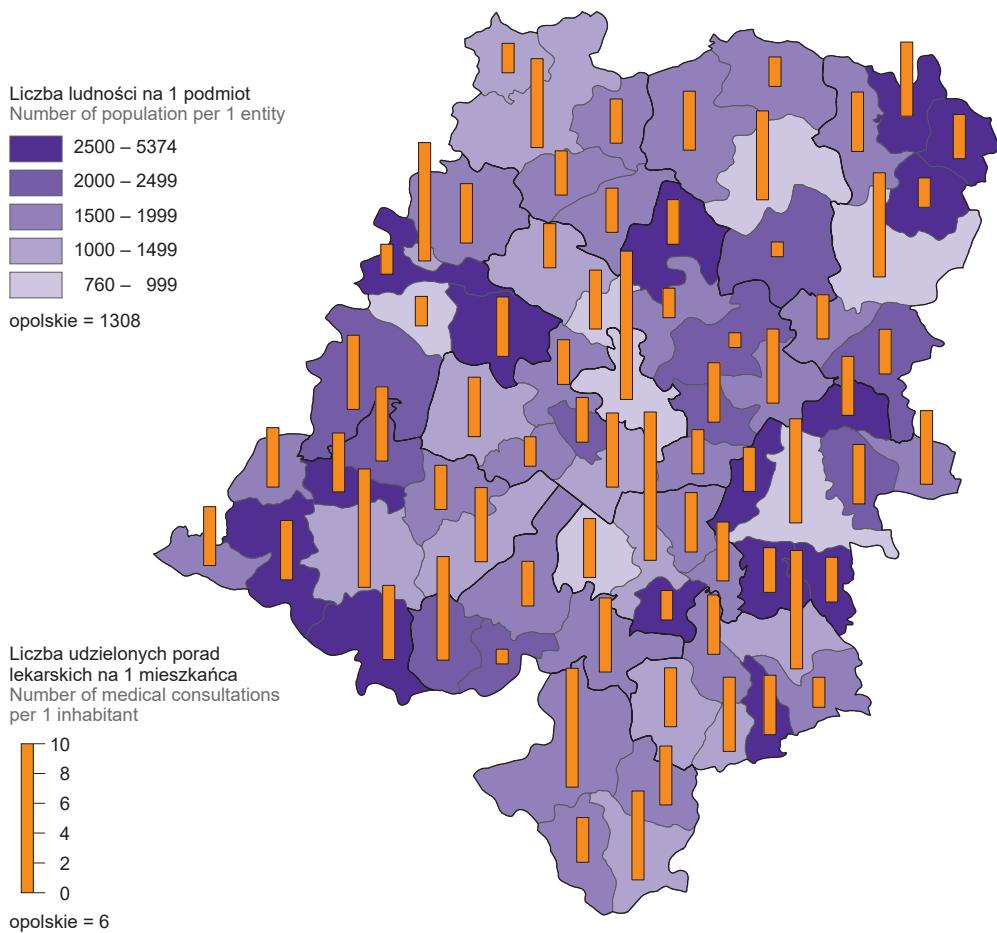 Liczba ludności na 1 podmiot
Number of population per 1 entity
2500 – 5374
2000 – 2499
1500 – 1999
1000 – 1499
760 – 999
opolskie = 1308
Liczba udzielonych porad
lekarskich na 1 mieszkańca
Number of medical consultations
per 1 inhabitant
10
8
6
4
2
0
opolskie = 6